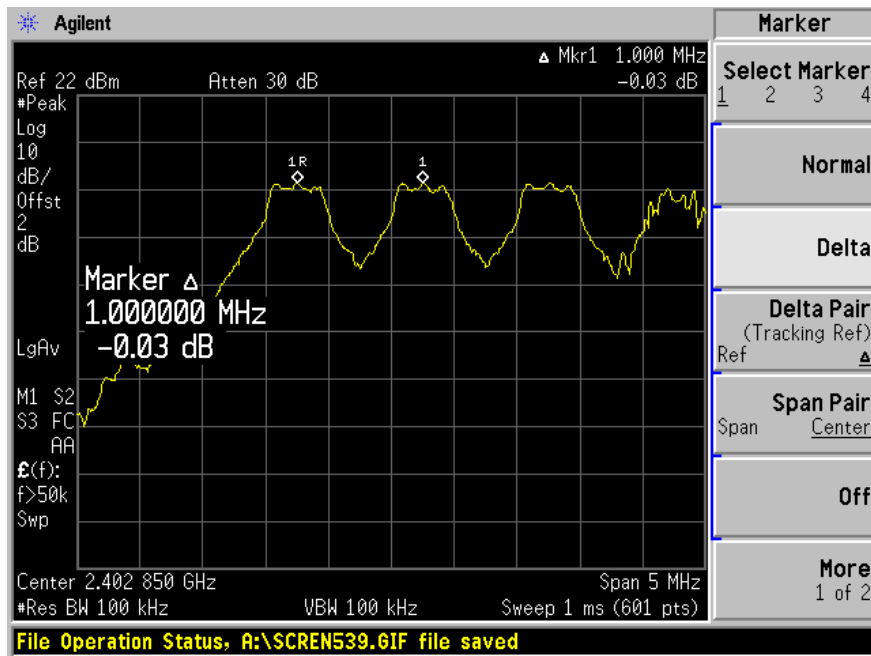 Agilent
Marker
Δ Mkr1 1.000 MHz
Ref 22 dBm Atten 30 dB -0.03 dB
#Peak
Log
10
dB/
Offst
2
dB
1R
1
Marker Δ
1.000000 MHz
-0.03 dB
LgAv
M1 S2
S3 FC
AA
£(f):
f>50k
Swp
Center 2.402 850 GHz Span 5 MHz
#Res BW 100 kHz VBW 100 kHz Sweep 1 ms (601 pts)
Select Marker
1 2 3 4
Normal
Delta
Delta Pair
(Tracking Ref)
Ref Δ
Span Pair
Span Center
Off
More
1 of 2
File Operation Status, A:\SCREN539.GIF file saved